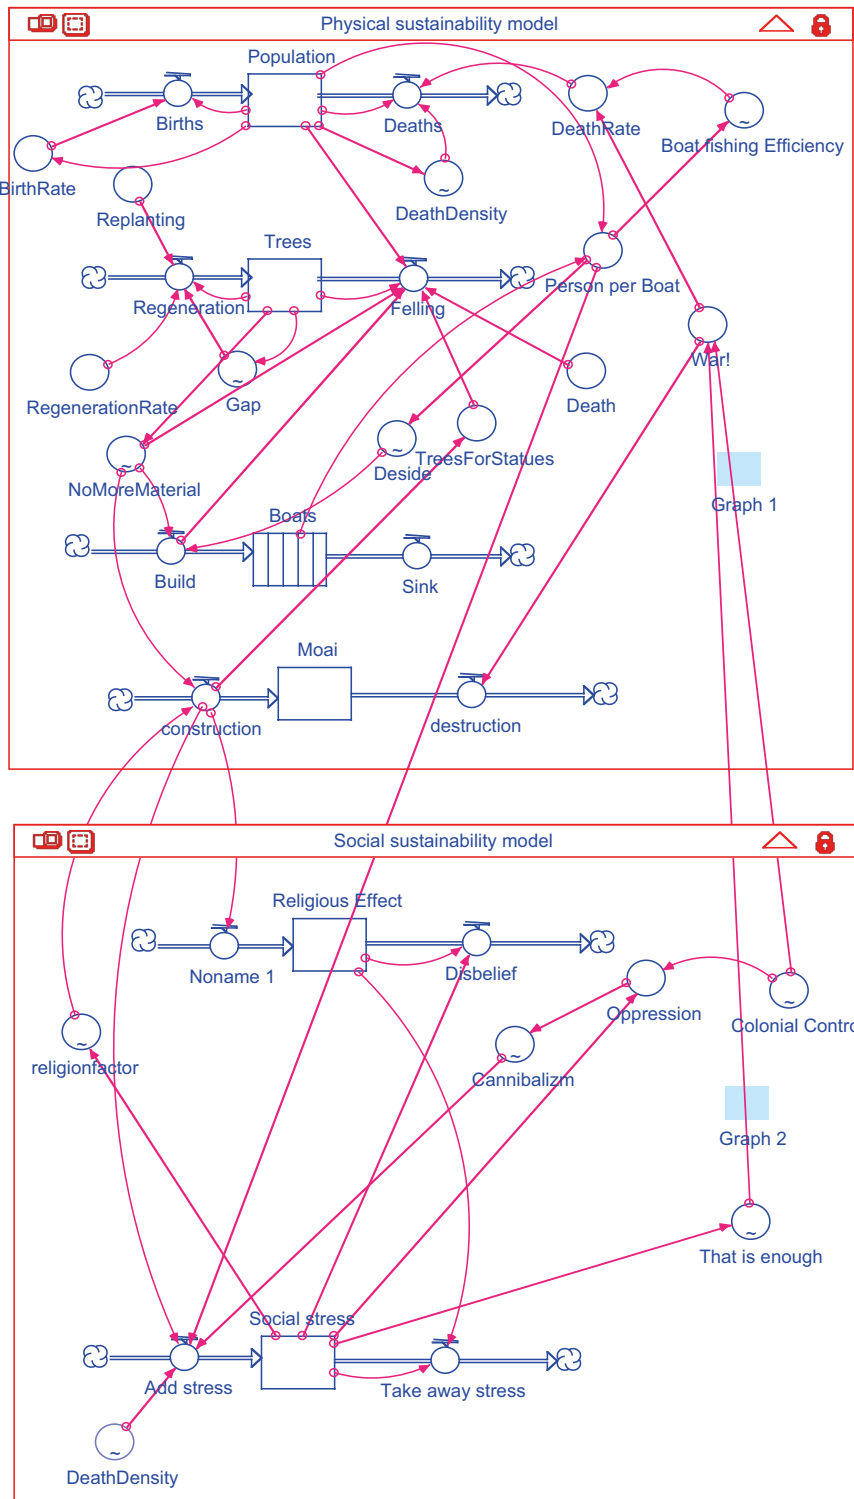 Physical sustainability model
Population
Births
Deaths
DeathRate
Boat fishing Efficiency
BirthRate
Replanting
DeathDensity
Trees
Regeneration
Felling
Person per Boat
War!
RegenerationRate
Gap
Death
NoMoreMaterial
Deside
TreesForStatues
Graph 1
Boats
Build
Sink
Moai
construction
destruction
Social sustainability model
Religious Effect
Noname 1
Disbelief
Oppression
Colonial Contro
religionfactor
Cannibalizm
Graph 2
That is enough
Social stress
Add stress
Take away stress
DeathDensity